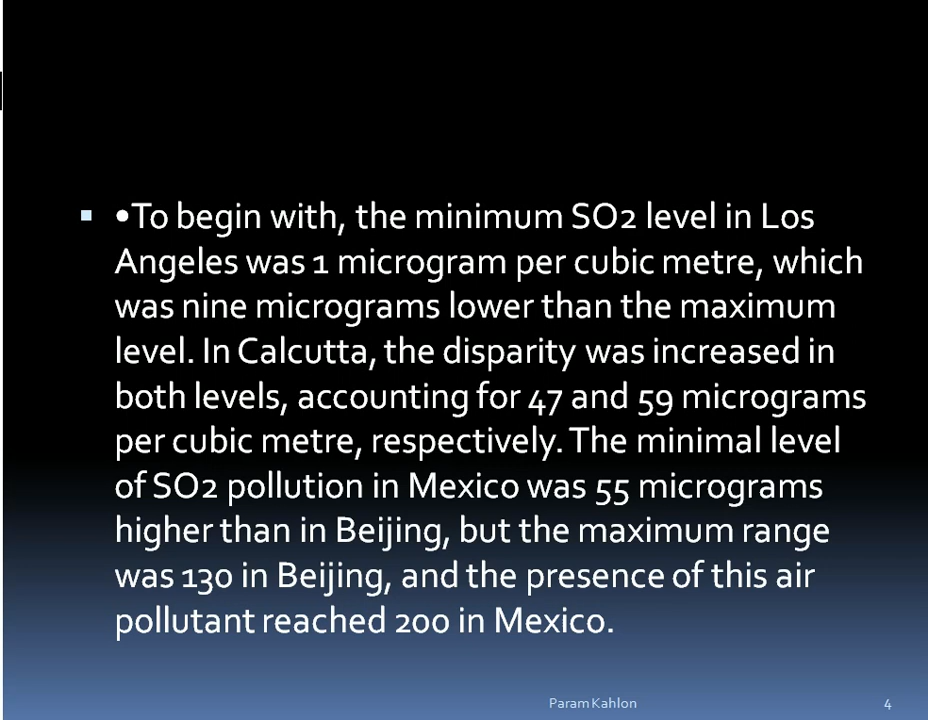 •To begin with, the minimum SO2 level in Los
Angeles was 1 microgram per cubic metre, which
was nine micrograms lower than the maximum
level. In Calcutta, the disparity was increased in
both levels, accounting for 47 and 59 micrograms
per cubic metre, respectively. The minimal level
of SO2 pollution in Mexico was 55 micrograms
higher than in Beijing, but the maximum range
was 130 in Beijing, and the presence of this air
pollutant reached 200 in Mexico.
Param Kahlon
4